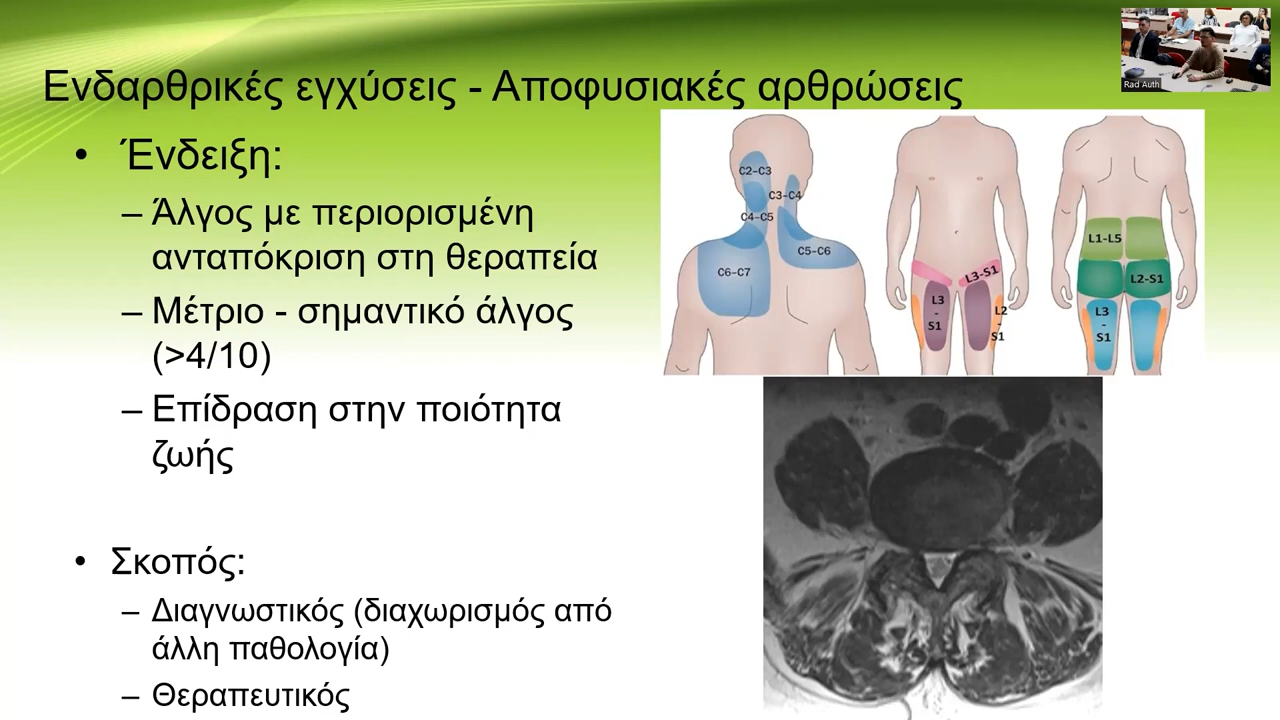 Ενδαρθρικές εγχύσεις - Αποφυσιακές αρθρώσεις
• Ένδειξη:
– Άλγος με περιορισμένη
ανταπόκριση στη θεραπεία
– Μέτριο - σημαντικό άλγος
(>4/10)
– Επίδραση στην ποιότητα
ζωής
• Σκοπός:
– Διαγνωστικός (διαχωρισμός από
άλλη παθολογία)
– Θεραπευτικός
C2–C3
C3–C4
C4–C5
C5–C6
C6–C7
L3-S1
L3
-
S1
L2
-
S1
L1-L5
L2-S1
L3
-
S1
Rad Auth